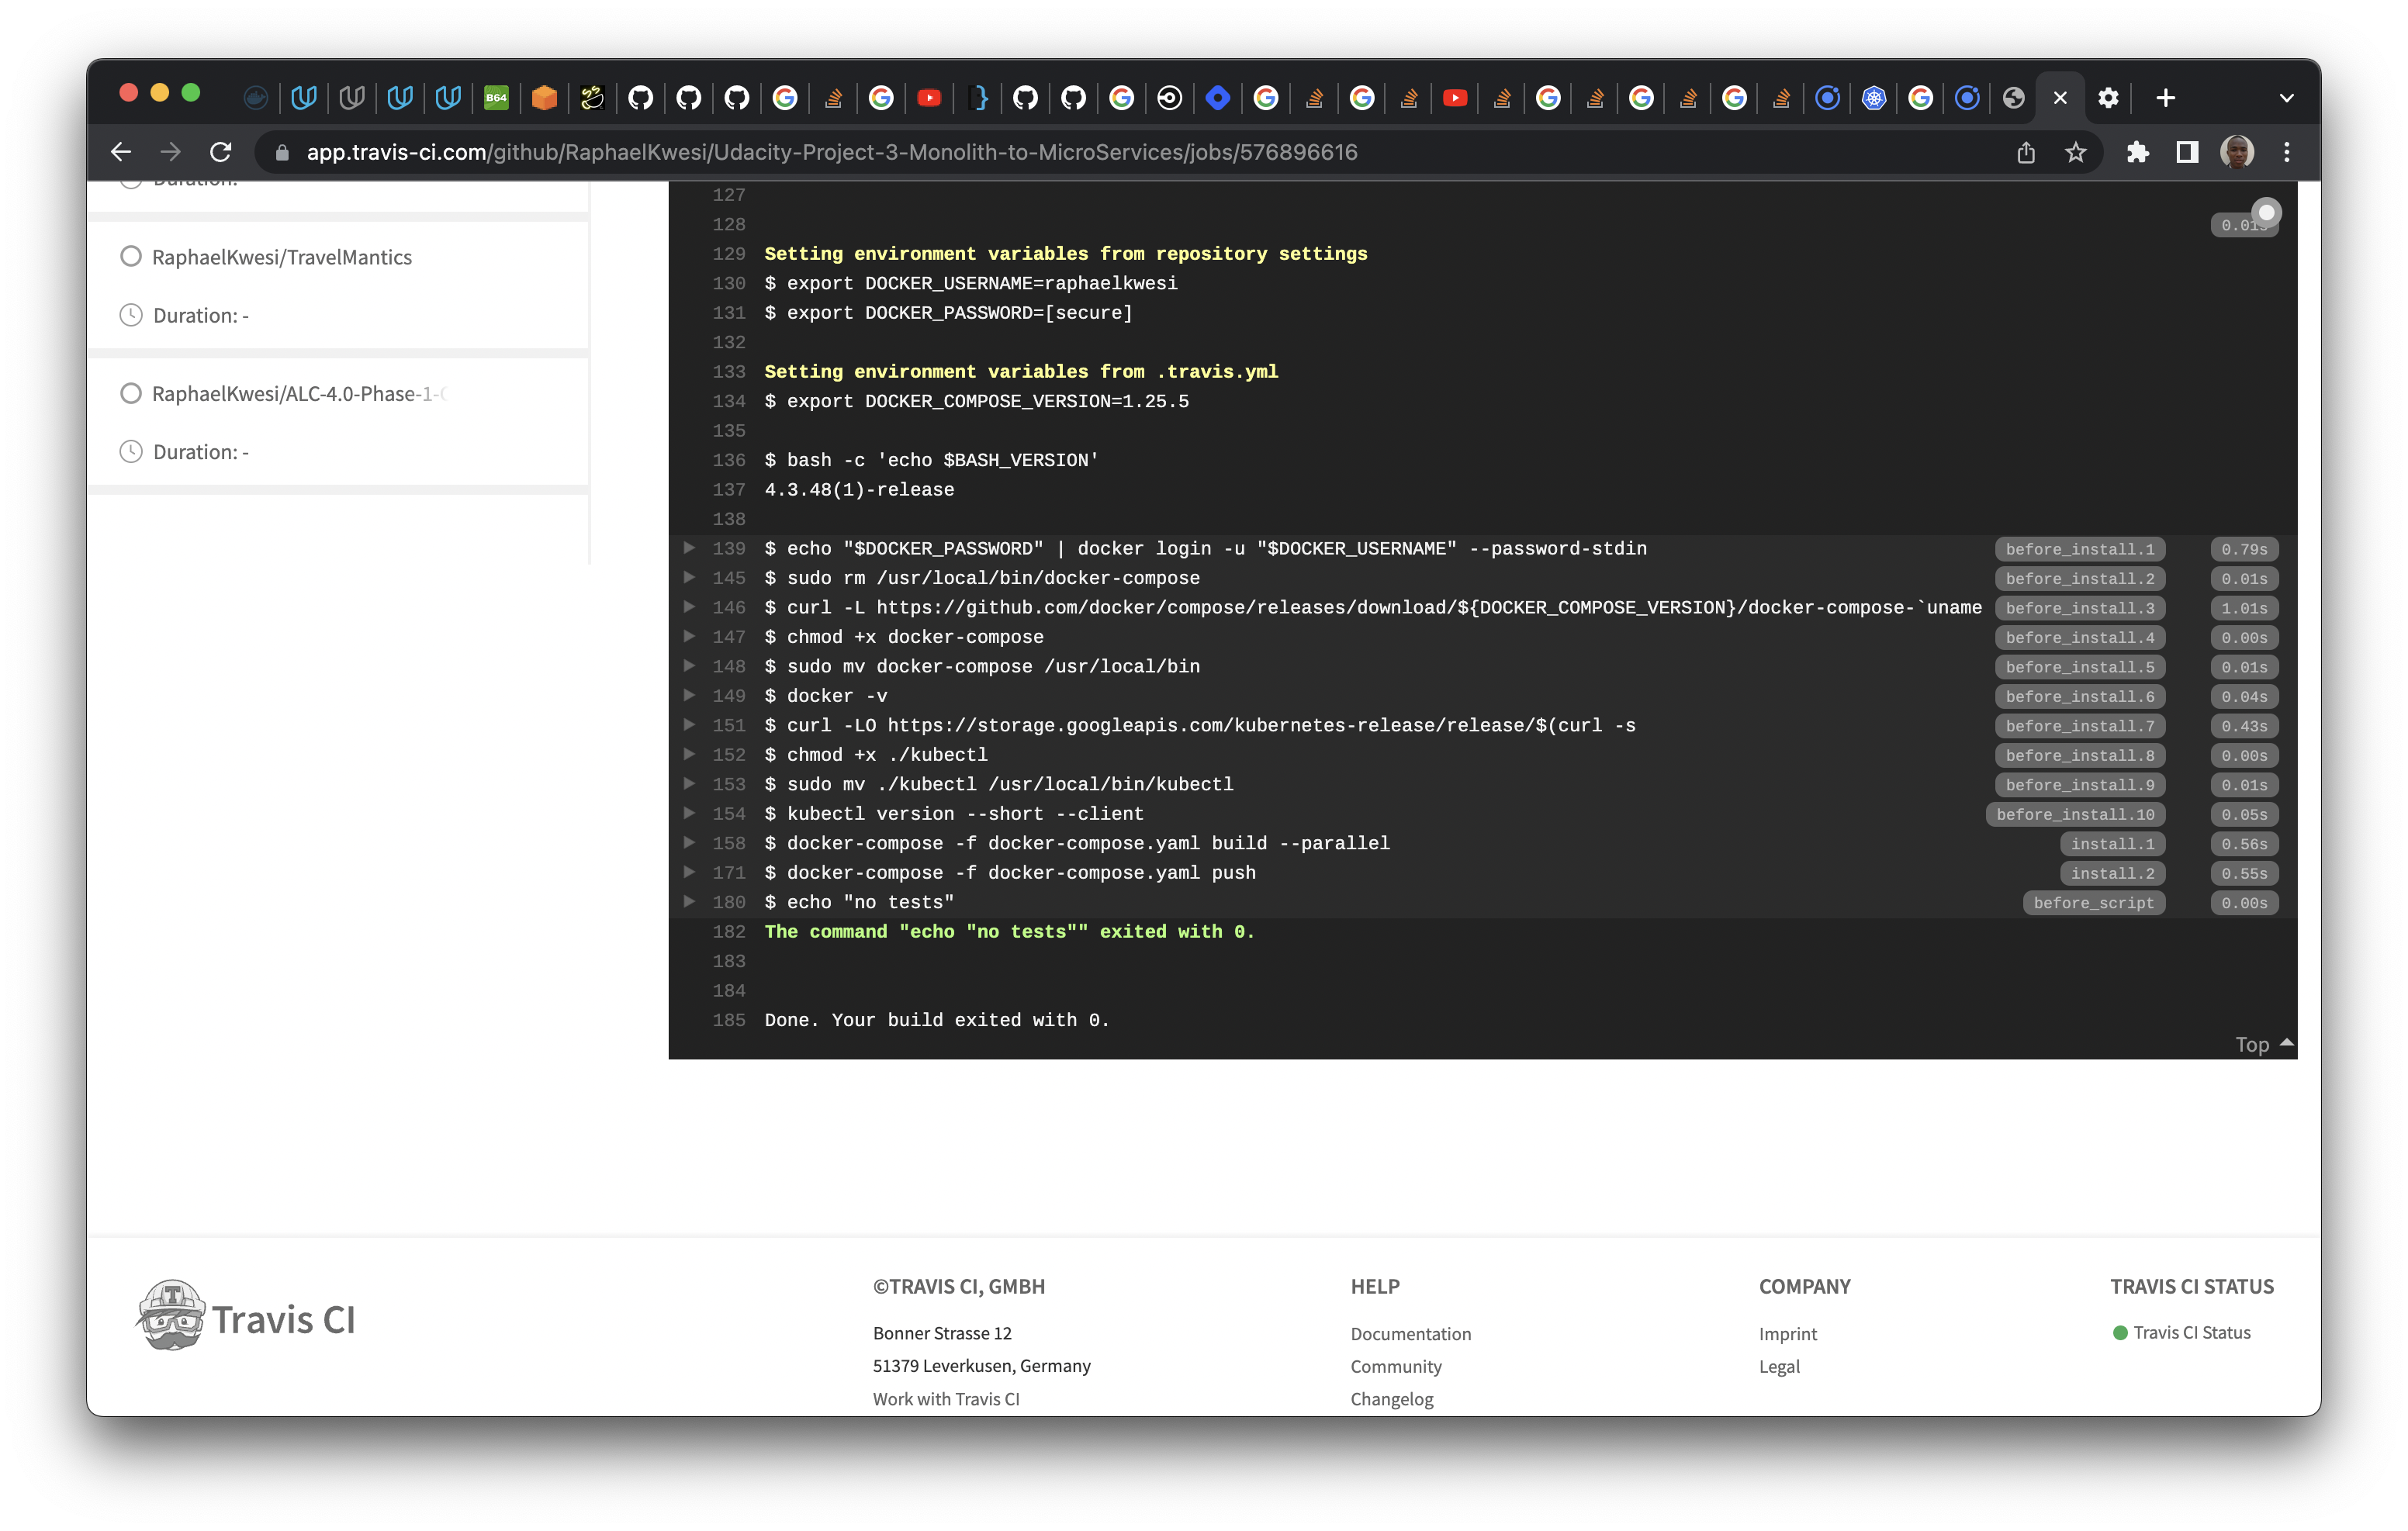 B64
app.travis-ci.com/github/RaphaelKwesi/Udacity-Project-3-Monolith-to-MicroServices/jobs/576896616
Duration:
RaphaelKwesi/TravelMantics
Duration: -
RaphaelKwesi/ALC-4.0-Phase-1-
Duration: -
127
128 0.01s
129 Setting environment variables from repository settings
130 $ export DOCKER_USERNAME=raphaelkwesi
131 $ export DOCKER_PASSWORD=[secure]
132
133 Setting environment variables from .travis.yml
134 $ export DOCKER_COMPOSE_VERSION=1.25.5
135
136 $ bash -c 'echo $BASH_VERSION'
137 4.3.48(1)-release
138
139 $ echo "$DOCKER_PASSWORD" | docker login -u "$DOCKER_USERNAME" --password-stdin before_install.1 0.79s
145 $ sudo rm /usr/local/bin/docker-compose before_install.2 0.01s
146 $ curl -L https://github.com/docker/compose/releases/download/${DOCKER_COMPOSE_VERSION}/docker-compose-`uname before_install.3 1.01s
147 $ chmod +x docker-compose before_install.4 0.00s
148 $ sudo mv docker-compose /usr/local/bin before_install.5 0.01s
149 $ docker -v before_install.6 0.04s
151 $ curl -LO https://storage.googleapis.com/kubernetes-release/release/$(curl -s before_install.7 0.43s
152 $ chmod +x ./kubectl before_install.8 0.00s
153 $ sudo mv ./kubectl /usr/local/bin/kubectl before_install.9 0.01s
154 $ kubectl version --short --client before_install.10 0.05s
158 $ docker-compose -f docker-compose.yaml build --parallel install.1 0.56s
171 $ docker-compose -f docker-compose.yaml push install.2 0.55s
180 $ echo "no tests" before_script 0.00s
182 The command "echo "no tests"" exited with 0.
183
184
185 Done. Your build exited with 0.
Top
Travis CI
©TRAVIS CI, GMBH
Bonner Strasse 12
51379 Leverkusen, Germany
Work with Travis CI
HELP
Documentation
Community
Changelog
COMPANY
Imprint
Legal
TRAVIS CI STATUS
Travis CI Status